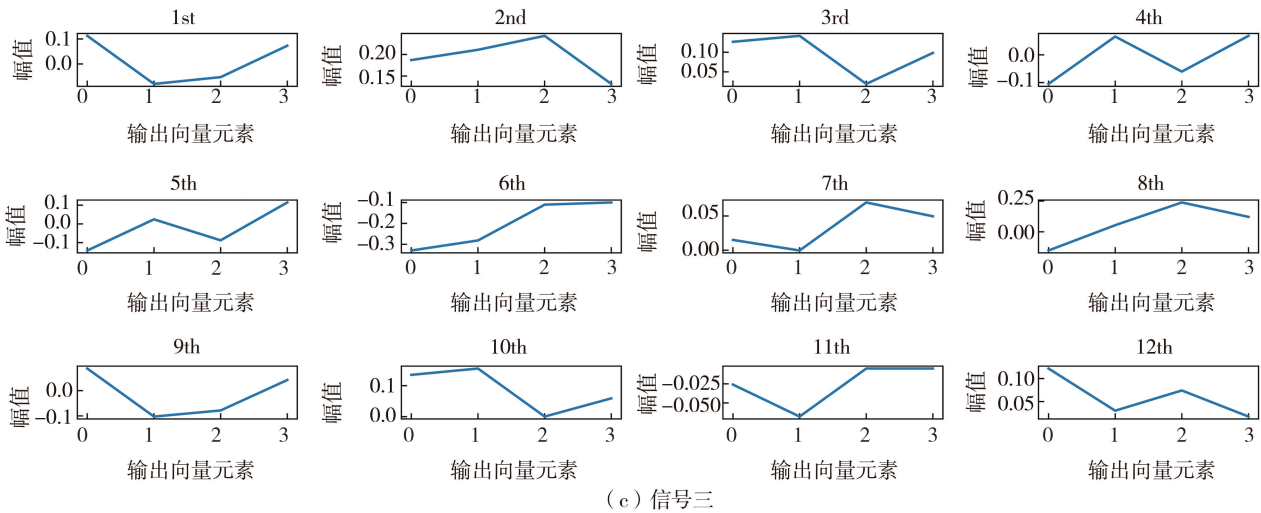 1st 2nd 3rd 4th
幅值 0.1 0.0 幅值 0.20 0.15 幅值 0.10 0.05 幅值 0.0 −0.1
0 1 2 3 0 1 2 3 0 1 2 3 0 1 2 3
输出向量元素 输出向量元素 输出向量元素 输出向量元素
5th 6th 7th 8th
幅值 0.1 0.0 −0.1 幅值 −0.1 −0.2 −0.3 幅值 0.05 0.00 幅值 0.25 0.00
0 1 2 3 0 1 2 3 0 1 2 3 0 1 2 3
输出向量元素 输出向量元素 输出向量元素 输出向量元素
9th 10th 11th 12th
幅值 0.0 −0.1 幅值 0.1 0.0 幅值 −0.025 −0.050 幅值 0.10 0.05
0 1 2 3 0 1 2 3 0 1 2 3 0 1 2 3
输出向量元素 输出向量元素 输出向量元素 输出向量元素
（c）信号三